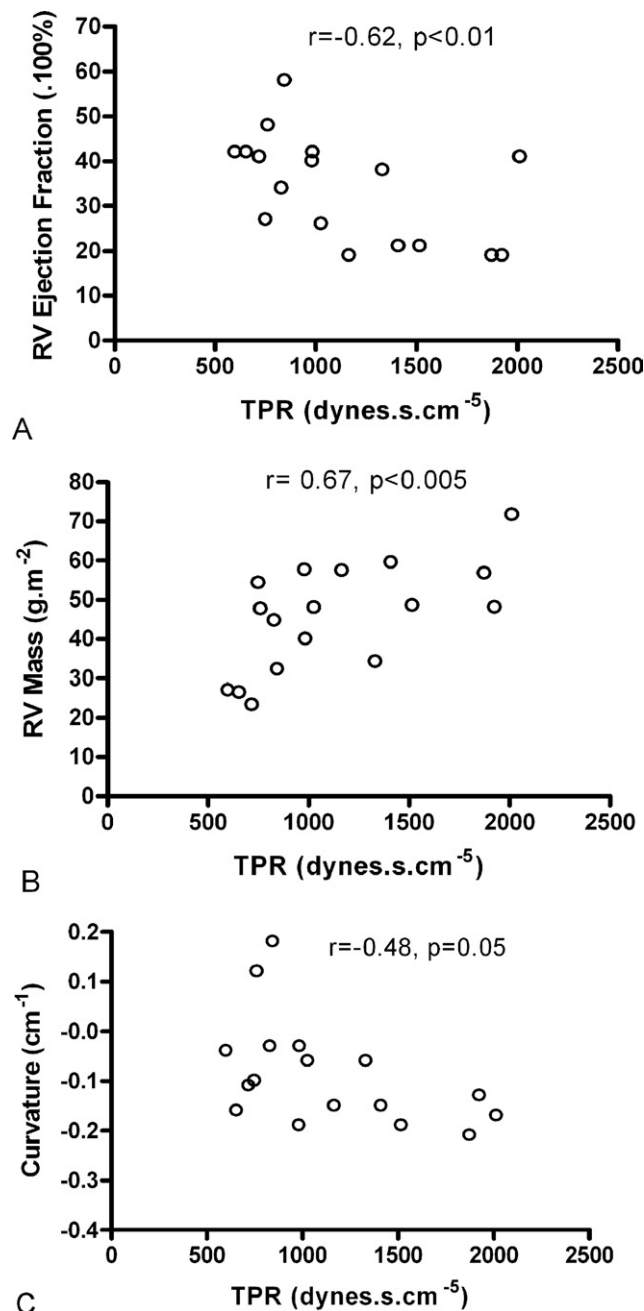 70
60
50
40
30
20
10
0
RV Ejection Fraction (.100%)
r=-0.62, p<0.01
0 500 1000 1500 2000 2500
TPR (dynes.s.cm⁻⁵)
A
80
70
60
50
40
30
20
10
0
RV Mass (g.m⁻²)
r= 0.67, p<0.005
0 500 1000 1500 2000 2500
TPR (dynes.s.cm⁻⁵)
B
0.2
0.1
-0.0
-0.1
-0.2
-0.3
-0.4
Curvature (cm⁻¹)
r=-0.48, p=0.05
0 500 1000 1500 2000 2500
TPR (dynes.s.cm⁻⁵)
C